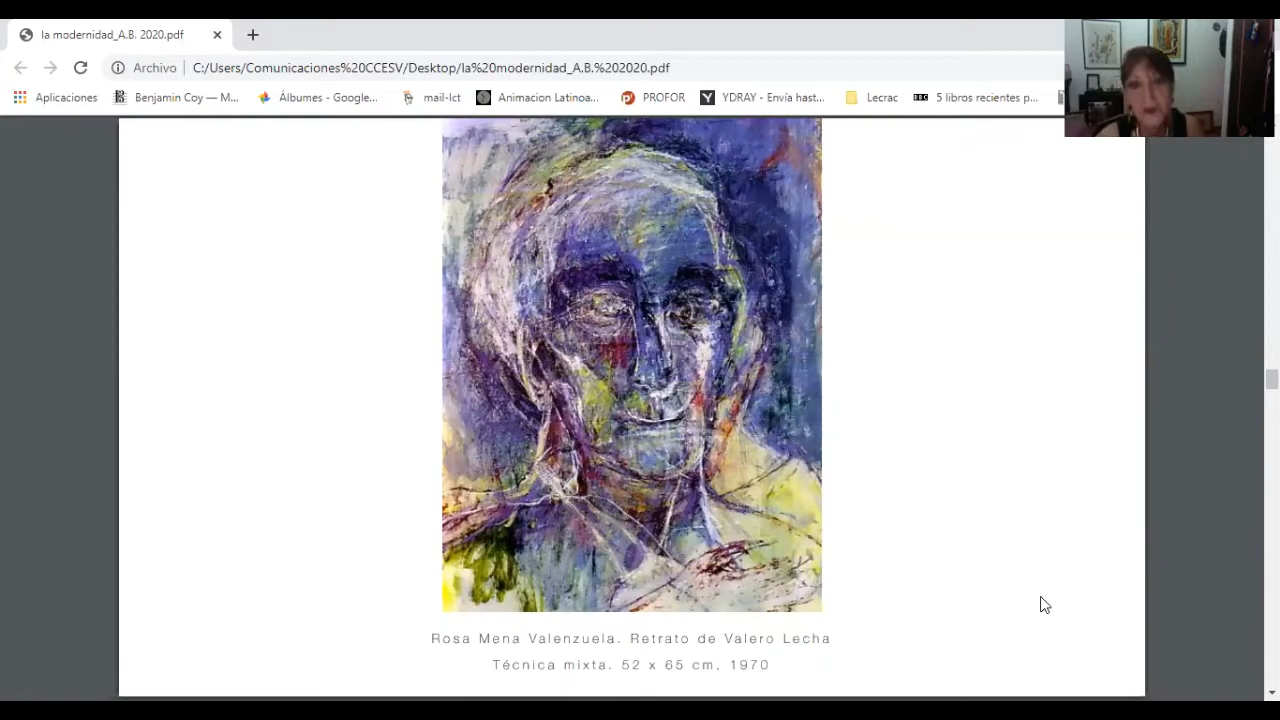 la modernidad_A.B. 2020.pdf
Archivo | C:/Users/Comunicaciones%20CCESV/Desktop/la%20modernidad_A.B.%202020.pdf
Aplicaciones Benjamin Coy — M... Álbumes - Google... mail-lct Animacion Latinoa... PROFOR YDRAY - Envía hast... Lecrac BBC 5 libros recientes p...
Rosa Mena Valenzuela. Retrato de Valero Lecha
Técnica mixta. 52 x 65 cm, 1970